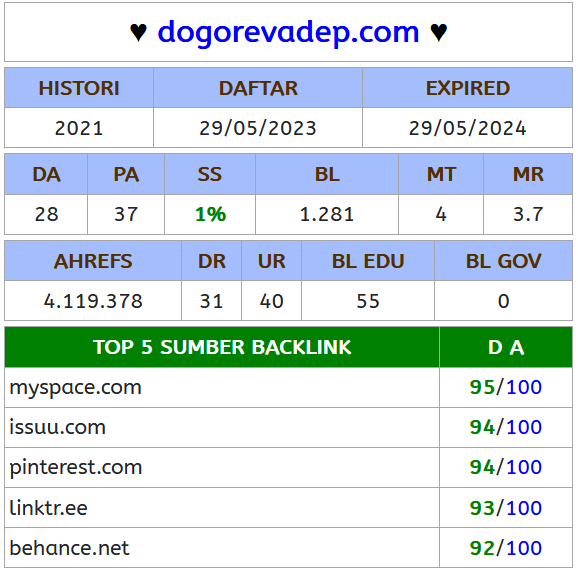 ♥ dogorevadep.com ♥
HISTORI DAFTAR EXPIRED
2021 29/05/2023 29/05/2024
DA PA SS BL MT MR
28 37 1% 1.281 4 3.7
AHREFS DR UR BL EDU BL GOV
4.119.378 31 40 55 0
TOP 5 SUMBER BACKLINK D A
myspace.com 95/100
issuu.com 94/100
pinterest.com 94/100
linktr.ee 93/100
behance.net 92/100